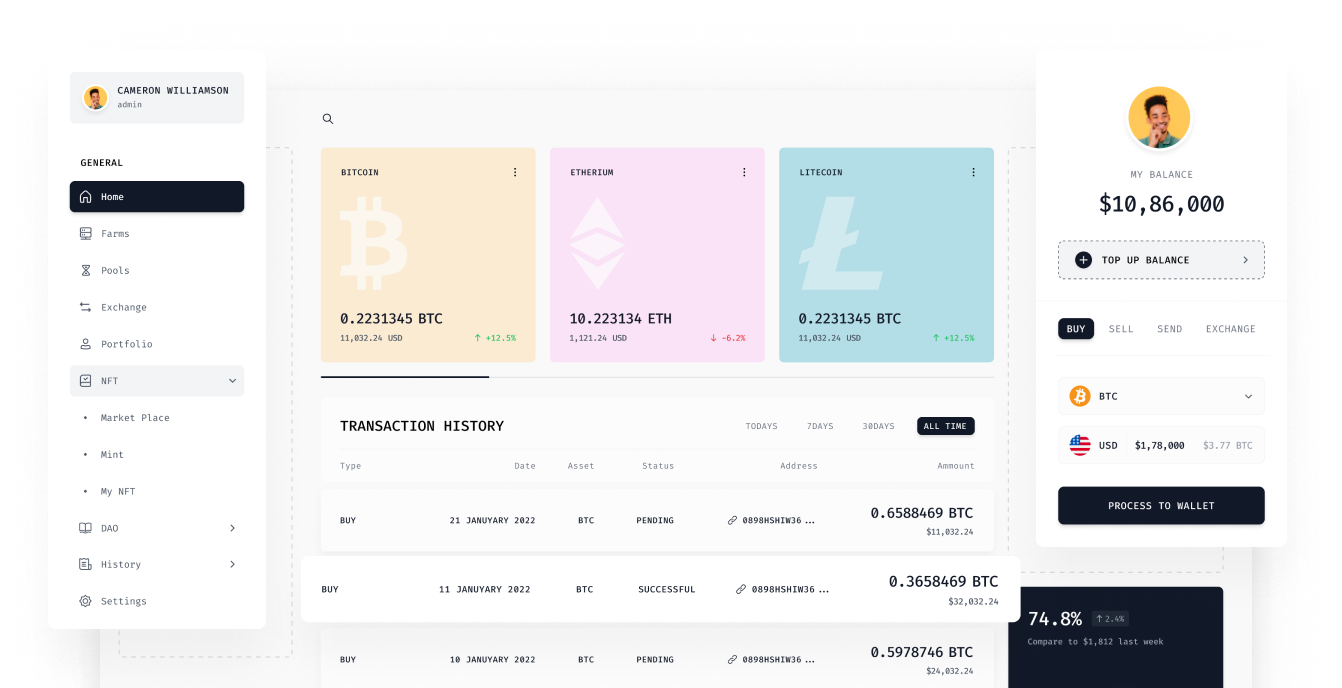 CAMERON WILLIAMSON
admin
GENERAL
Home
Farms
Pools
Exchange
Portfolio
NFT
• Market Place
• Mint
• My NFT
DAO
History
Settings
BITCOIN
0.2231345 BTC
11,032.24 USD ↑ +12.5%
ETHERIUM
10.223134 ETH
1,121.24 USD ↓ -6.2%
LITECOIN
0.2231345 BTC
11,032.24 USD ↑ +12.5%
TRANSACTION HISTORY TODAYS 7DAYS 30DAYS ALL TIME
Type Date Asset Status Address Ammount
BUY 21 JANUYARY 2022 BTC PENDING 0898HSHIW36... 0.6588469 BTC
$11,032.24
BUY 11 JANUYARY 2022 BTC SUCCESSFUL 0898HSHIW36... 0.3658469 BTC
$32,032.24
BUY 10 JANUYARY 2022 BTC PENDING 0898HSHIW36... 0.5978746 BTC
$24,032.24
MY BALANCE
$10,86,000
TOP UP BALANCE
BUY SELL SEND EXCHANGE
BTC
USD $1,78,000 $3.77 BTC
PROCESS TO WALLET
74.8% ↑ 2.4%
Compare to $1,812 last week